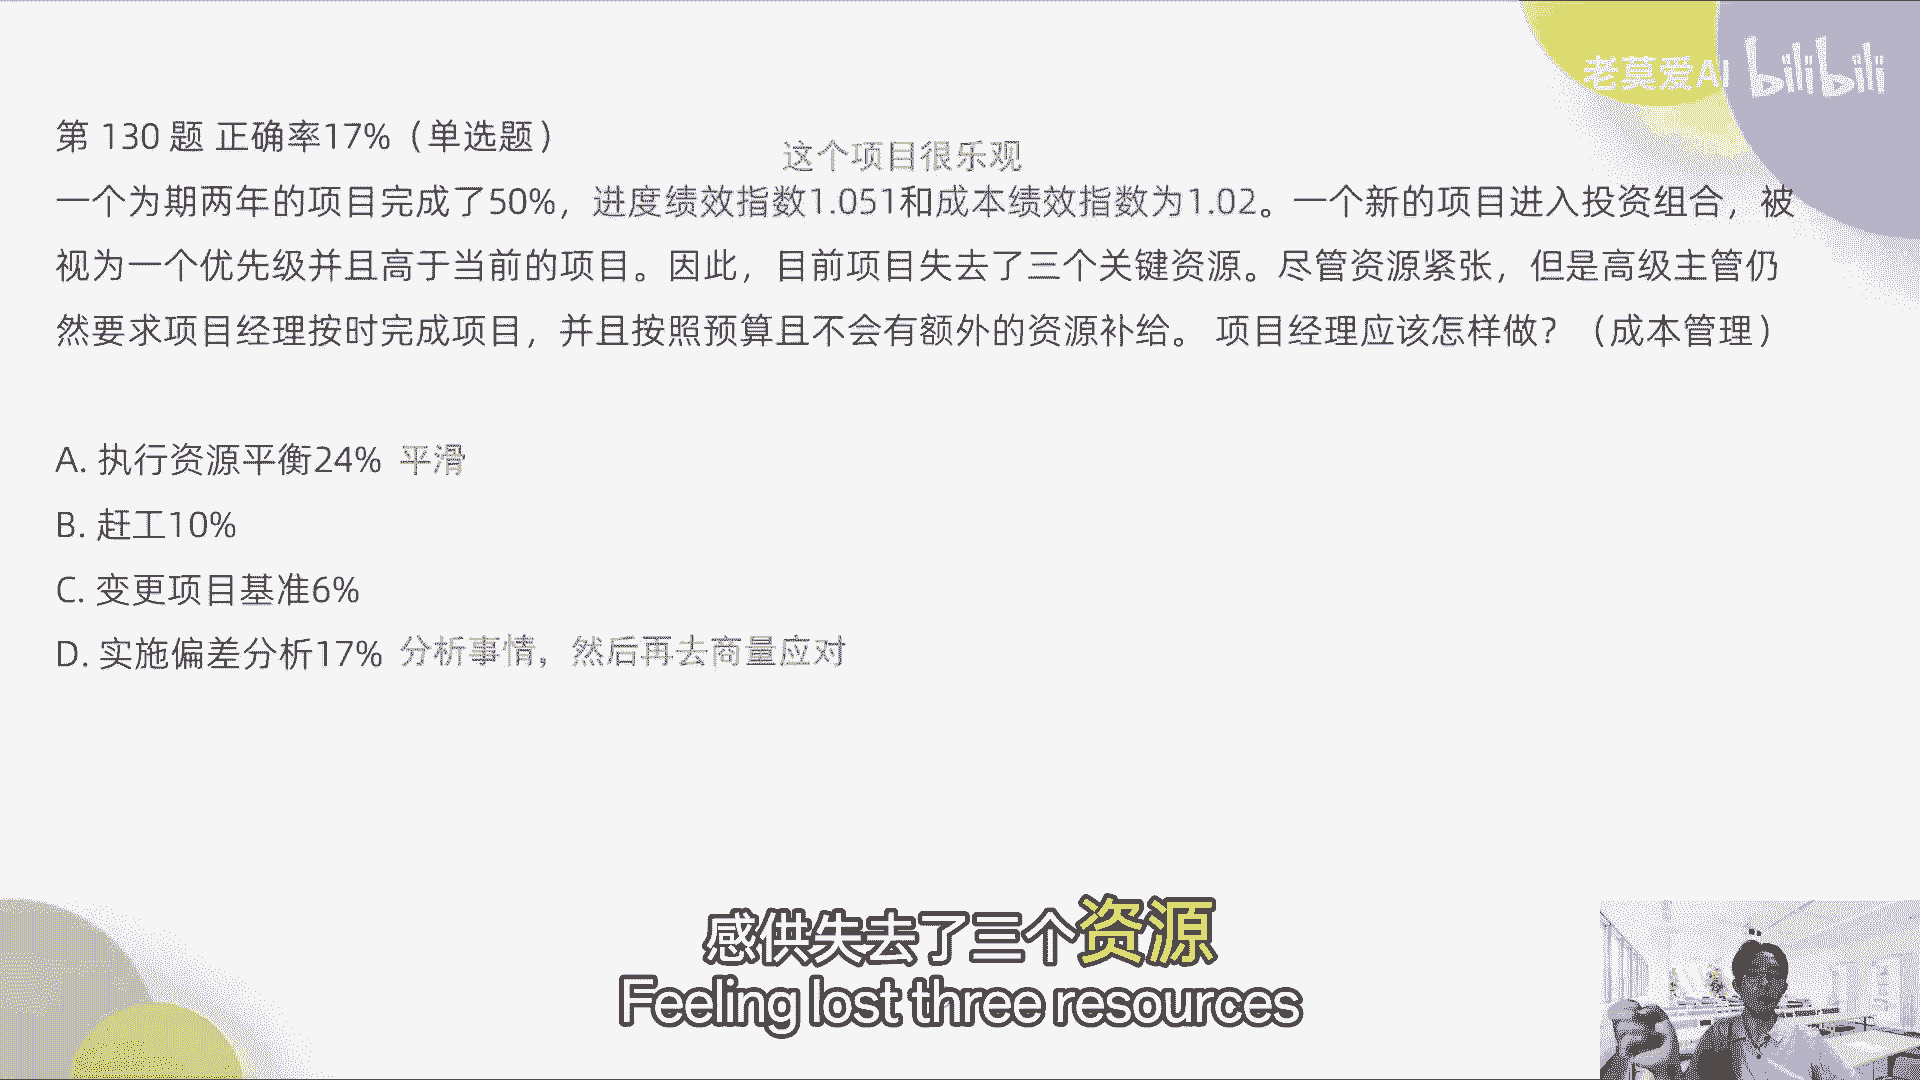 老莫爱AI bilibili
第 130 题 正确率17%（单选题）
这个项目很乐观
一个为期两年的项目完成了50%，进度绩效指数1.051和成本绩效指数为1.02。一个新的项目进入投资组合，被
视为一个优先级并且高于当前的项目。因此，目前项目失去了三个关键资源。尽管资源紧张，但是高级主管仍
然要求项目经理按时完成项目，并且按照预算且不会有额外的资源补给。 项目经理应该怎样做？（成本管理）
A. 执行资源平衡24% 平滑
B. 赶工10%
C. 变更项目基准6%
D. 实施偏差分析17% 分析事情，然后再去商量应对
感供失去了三个资源
Feeling lost three resources